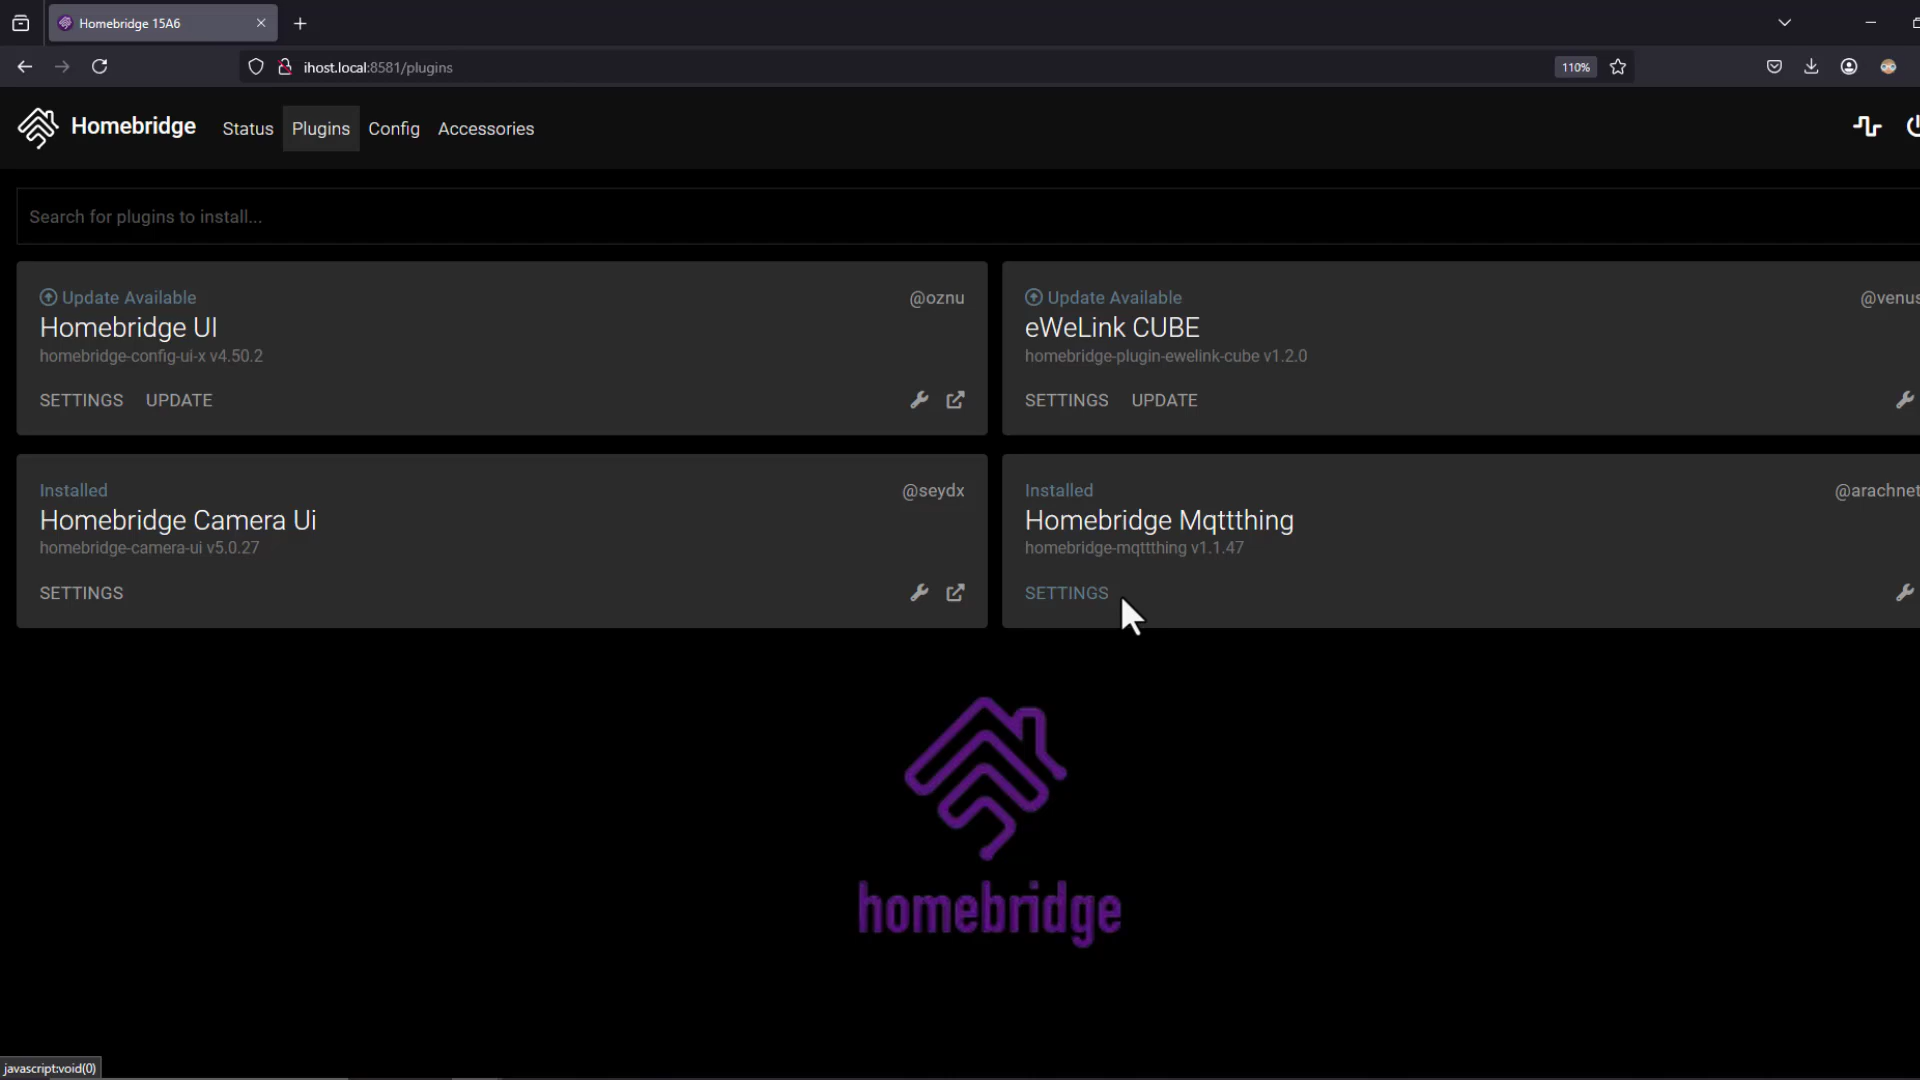 Homebridge 15A6
ihost.local:8581/plugins
110%
Homebridge
Status
Plugins
Config
Accessories
Search for plugins to install...
Update Available
@oznu
Homebridge UI
homebridge-config-ui-x v4.50.2
SETTINGS
UPDATE
Update Available
@venus
eWeLink CUBE
homebridge-plugin-ewelink-cube v1.2.0
SETTINGS
UPDATE
Installed
@seydx
Homebridge Camera Ui
homebridge-camera-ui v5.0.27
SETTINGS
Installed
@arachnet
Homebridge Mqttthing
homebridge-mqttthing v1.1.47
SETTINGS
homebridge
javascript:void(0)